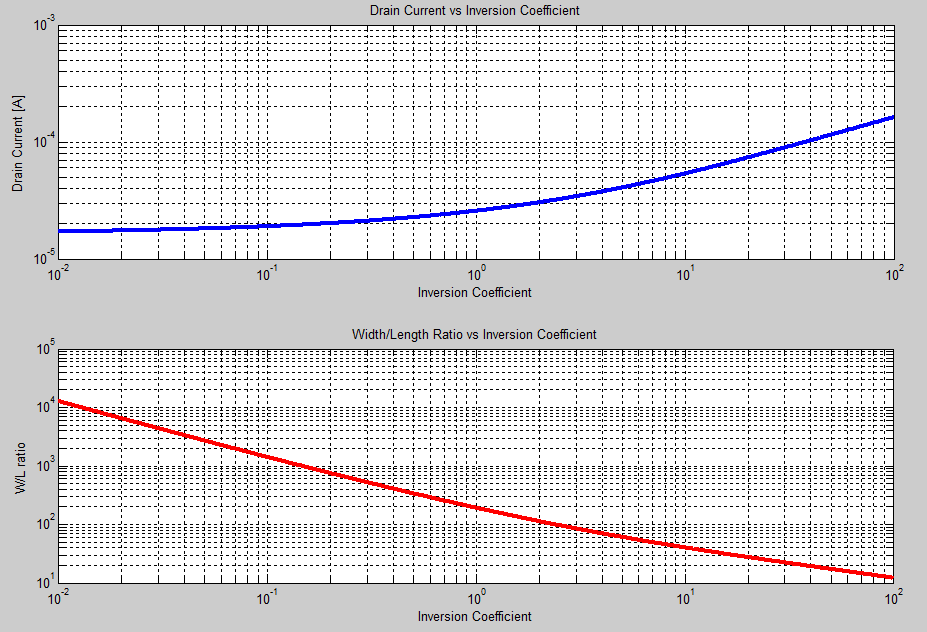 Drain Current vs Inversion Coefficient
10^-3
10^-4
10^-5
Drain Current [A]
10^-2 10^-1 10^0 10^1 10^2
Inversion Coefficient
Width/Length Ratio vs Inversion Coefficient
10^5
10^4
10^3
10^2
10^1
W/L ratio
10^-2 10^-1 10^0 10^1 10^2
Inversion Coefficient